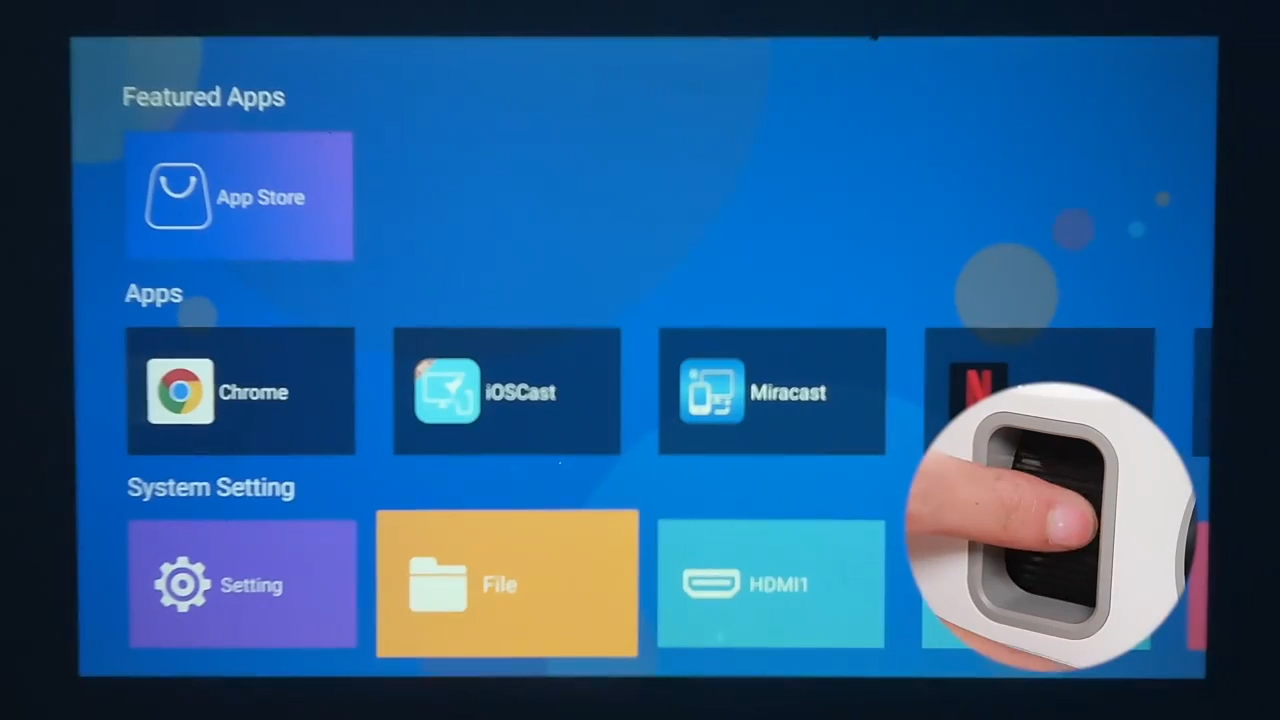 Featured Apps
App Store
Apps
Chrome
iOSCast
Miracast
N
System Setting
Setting
File
HDMI1